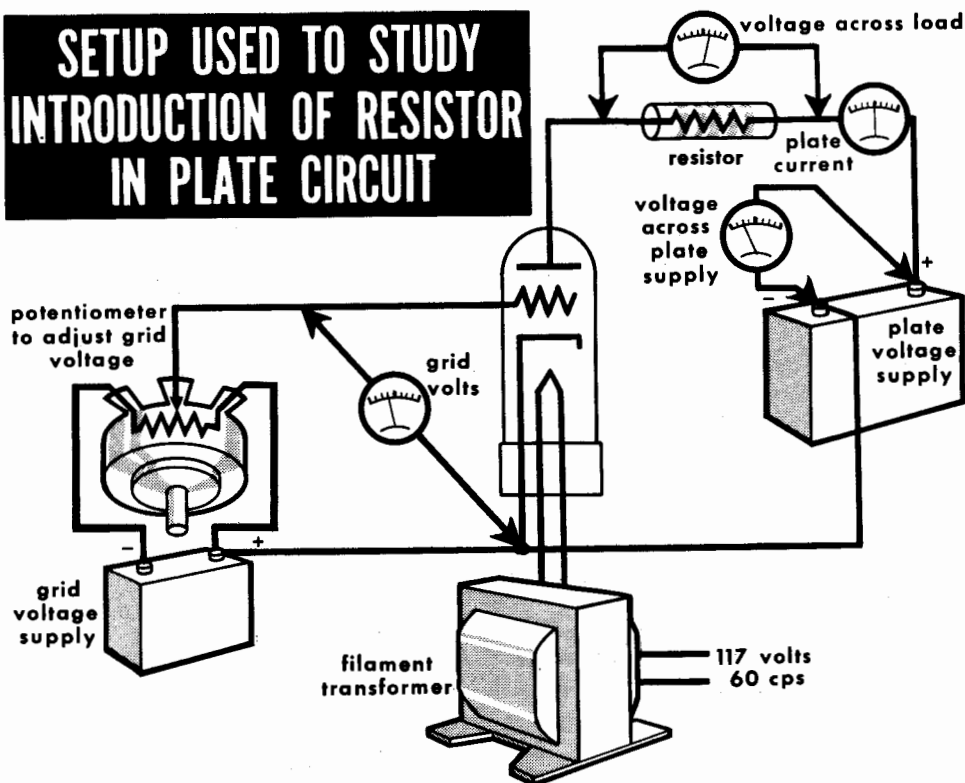 SETUP USED TO STUDY
INTRODUCTION OF RESISTOR
IN PLATE CIRCUIT
voltage across load
resistor
plate
current
voltage
across
plate
supply
+
−
plate
voltage
supply
potentiometer
to adjust grid
voltage
grid
volts
−
+
grid
voltage
supply
filament
transformer
117 volts
60 cps